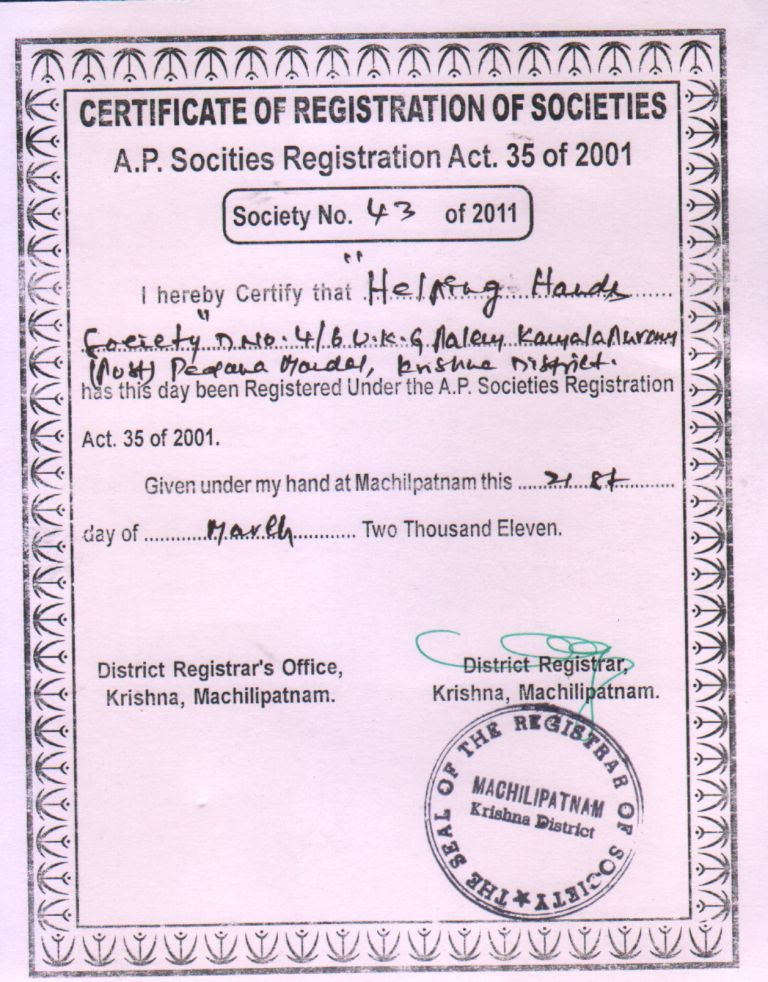 CERTIFICATE OF REGISTRATION OF SOCIETIES
A.P. Socities Registration Act. 35 of 2001
Society No. 43 of 2011
I hereby Certify that "Helping Hands
Society" D.No. 4/6 U.K.G Palem
(Post) Pedana Mandal, Krishna District.
has this day been Registered Under the A.P. Societies Registration
Act. 35 of 2001.
Given under my hand at Machilpatnam this 21 st
day of March Two Thousand Eleven.
District Registrar's Office,
Krishna, Machilipatnam.
District Registrar,
Krishna, Machilipatnam.
THE SEAL OF THE REGISTRAR OF SOCIETY
MACHILIPATNAM
Krishna District